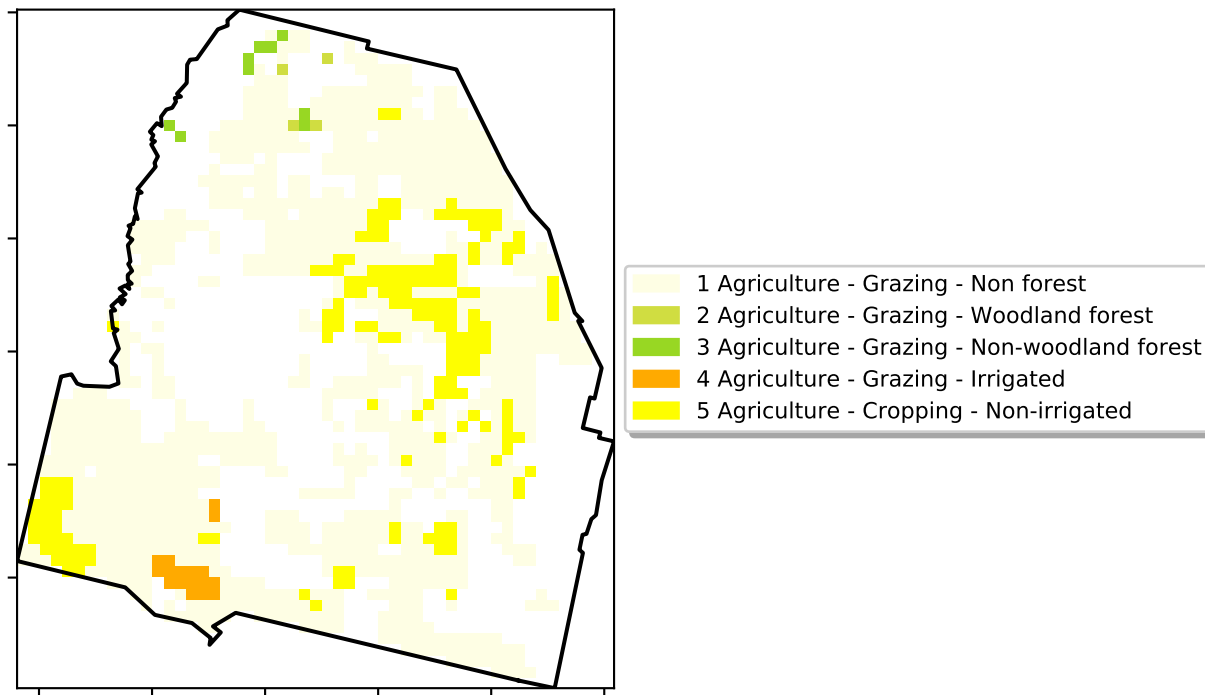 1 Agriculture - Grazing - Non forest
2 Agriculture - Grazing - Woodland forest
3 Agriculture - Grazing - Non-woodland forest
4 Agriculture - Grazing - Irrigated
5 Agriculture - Cropping - Non-irrigated